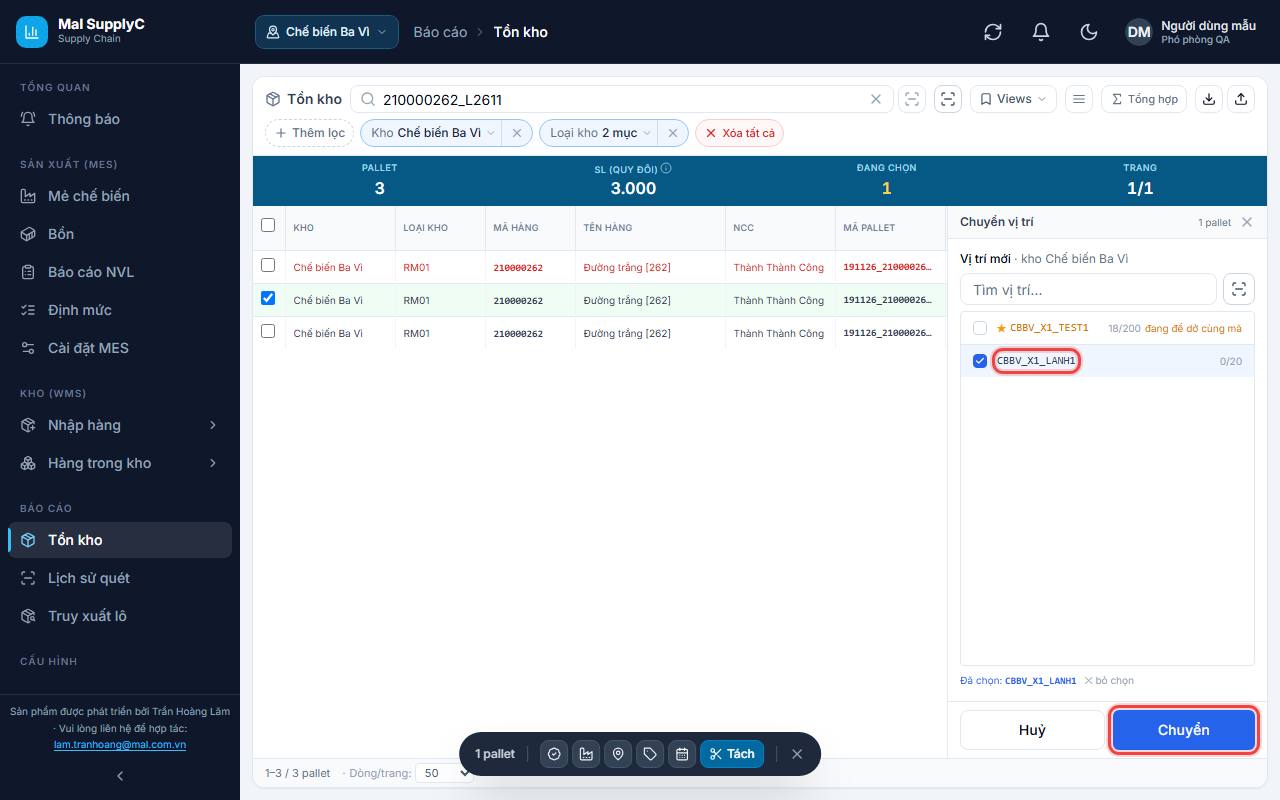 Mal SupplyC
Supply Chain
Chế biến Ba Vì
Báo cáo
Tồn kho
DM
Người dùng mẫu
Phó phòng QA
TỔNG QUAN
Thông báo
SẢN XUẤT (MES)
Mẻ chế biến
Bồn
Báo cáo NVL
Định mức
Cài đặt MES
KHO (WMS)
Nhập hàng
Hàng trong kho
BÁO CÁO
Tồn kho
Lịch sử quét
Truy xuất lô
CẤU HÌNH
Sản phẩm được phát triển bởi Trần Hoàng Lâm
· Vui lòng liên hệ để hợp tác:
lam.tranhoang@mal.com.vn
Tồn kho
210000262_L2611
Views
Tổng hợp
Thêm lọc
Kho Chế biến Ba Vì
Loại kho 2 mục
Xóa tất cả
PALLET
3
SL (QUY ĐỔI)
3.000
ĐANG CHỌN
1
TRANG
1/1
KHO LOẠI KHO MÃ HÀNG TÊN HÀNG NCC MÃ PALLET
Chế biến Ba Vì RM01 210000262 Đường trắng [262] Thành Thành Công 191126_21000026…
Chế biến Ba Vì RM01 210000262 Đường trắng [262] Thành Thành Công 191126_21000026…
Chế biến Ba Vì RM01 210000262 Đường trắng [262] Thành Thành Công 191126_21000026…
Chuyển vị trí
1 pallet
Vị trí mới · kho Chế biến Ba Vì
Tìm vị trí...
★ CBBV_X1_TEST1 18/200 đang để dở cùng mã
CBBV_X1_LANH1 0/20
Đã chọn: CBBV_X1_LANH1 bỏ chọn
Huỷ
Chuyển
1 pallet
Tách
1–3 / 3 pallet · Dòng/trang: 50